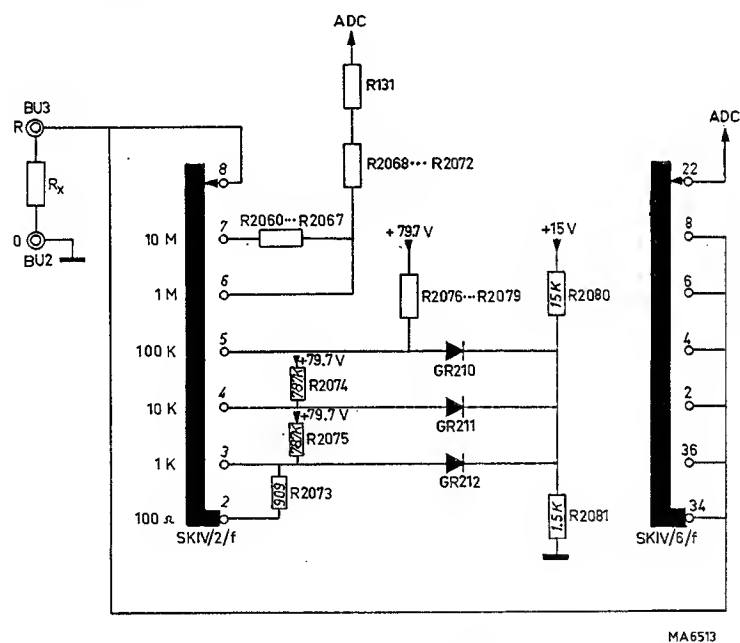 ADC
R131
BU3
R
ADC
8
R2068···R2072
22
Rx
R2060···R2067
7
+79.7 V
+15 V
8
10 M
0
BU2
6
R2076···R2079
15K
R2080
6
1 M
5
4
100 K
+79.7 V
GR210
787K
R2074
4
2
10 K
+79.7 V
GR211
787K
R2075
3
36
1 K
GR212
909
R2073
2
1.5K
R2081
34
100 Ω
SKIV/2/f
SKIV/6/f
MA6513